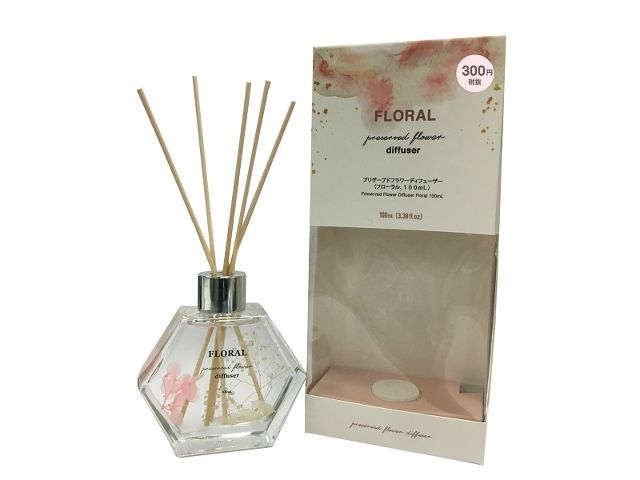 300円
税抜
FLORAL
preserved flower
diffuser
プリザーブドフラワーディフューザー
(フローラル、100mL)
Preserved Flower Diffuser Floral 100mL
100mL (3.38 fl.oz)
FLORAL
preserved flower
diffuser
preserved flower diffuser